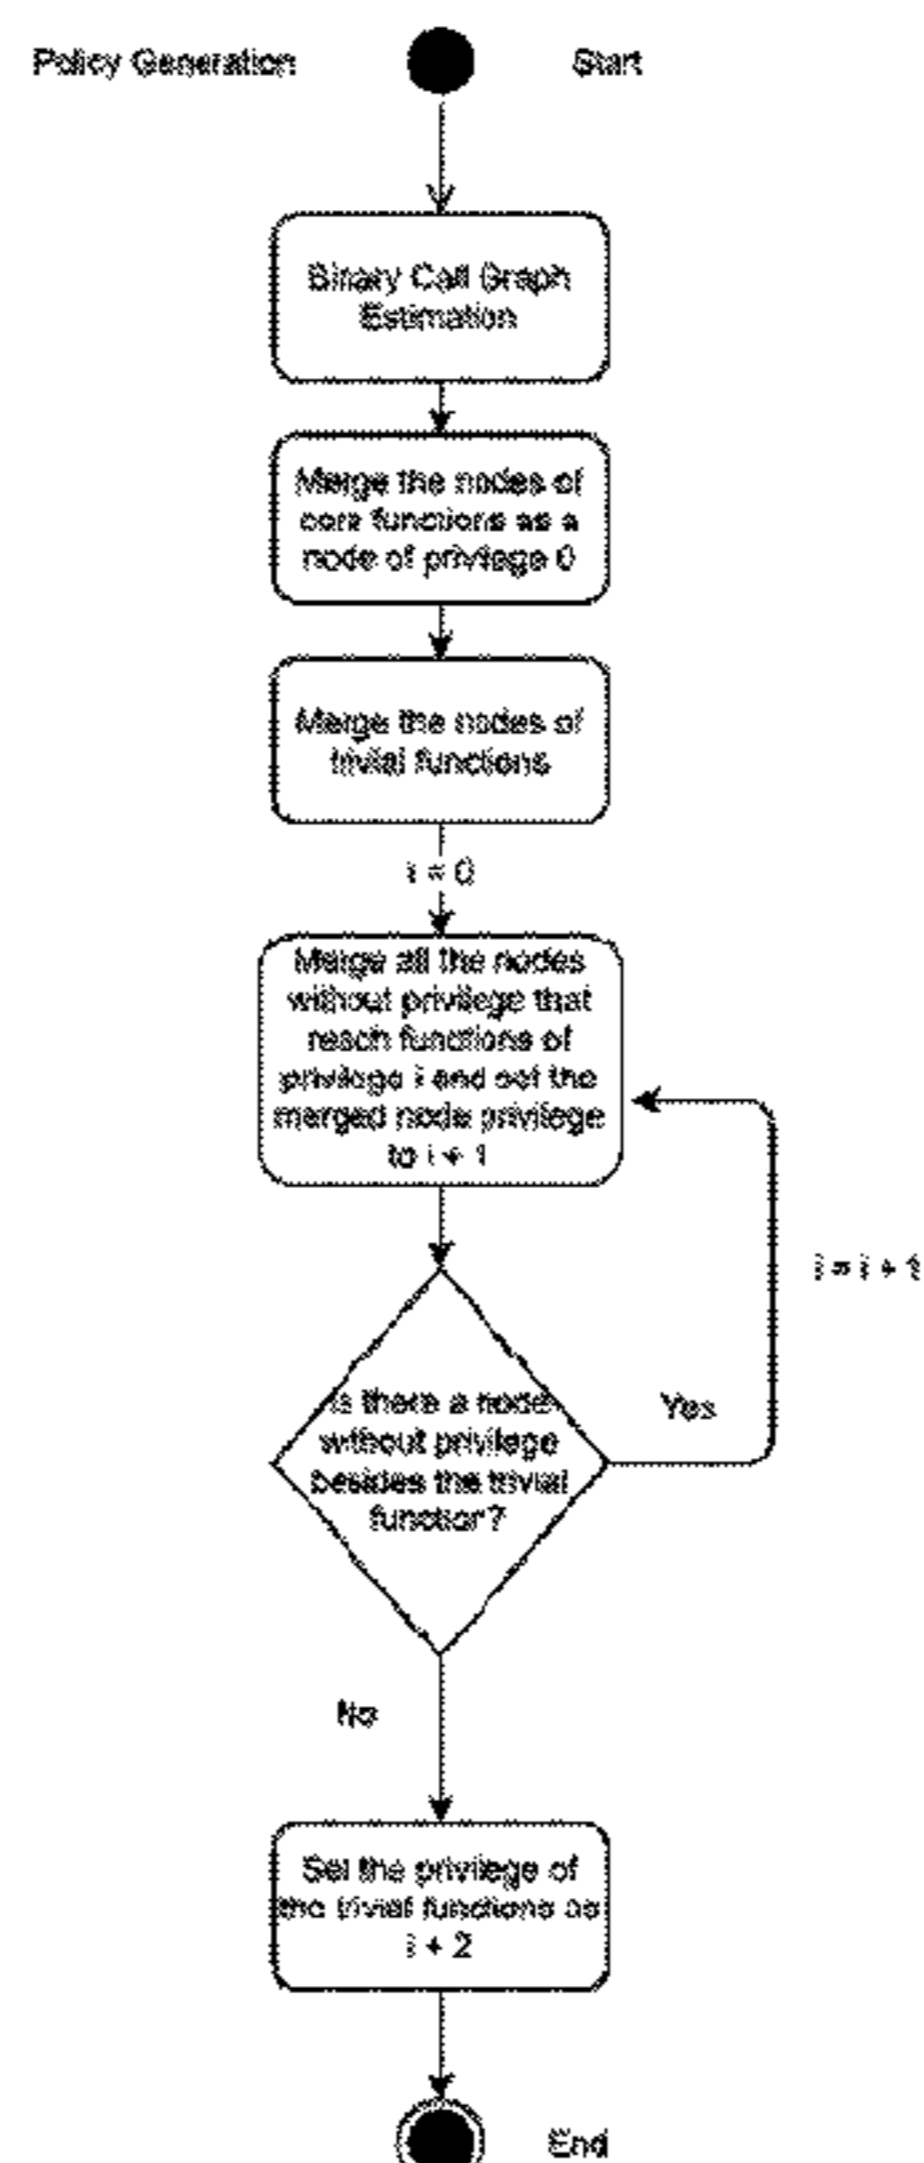 Policy Generation
Start
Binary Call Graph
Estimation
Merge the nodes of
core functions as a
node of privilege 0
Merge the nodes of
trivial functions
i = 0
Merge all the nodes
without privilege that
reach functions of
privilege i and set the
merged node privilege
to i + 1
i = i + 1
Is there a node
without privilege
besides the trivial
function?
Yes
No
Set the privilege of
the trivial functions as
i + 2
End